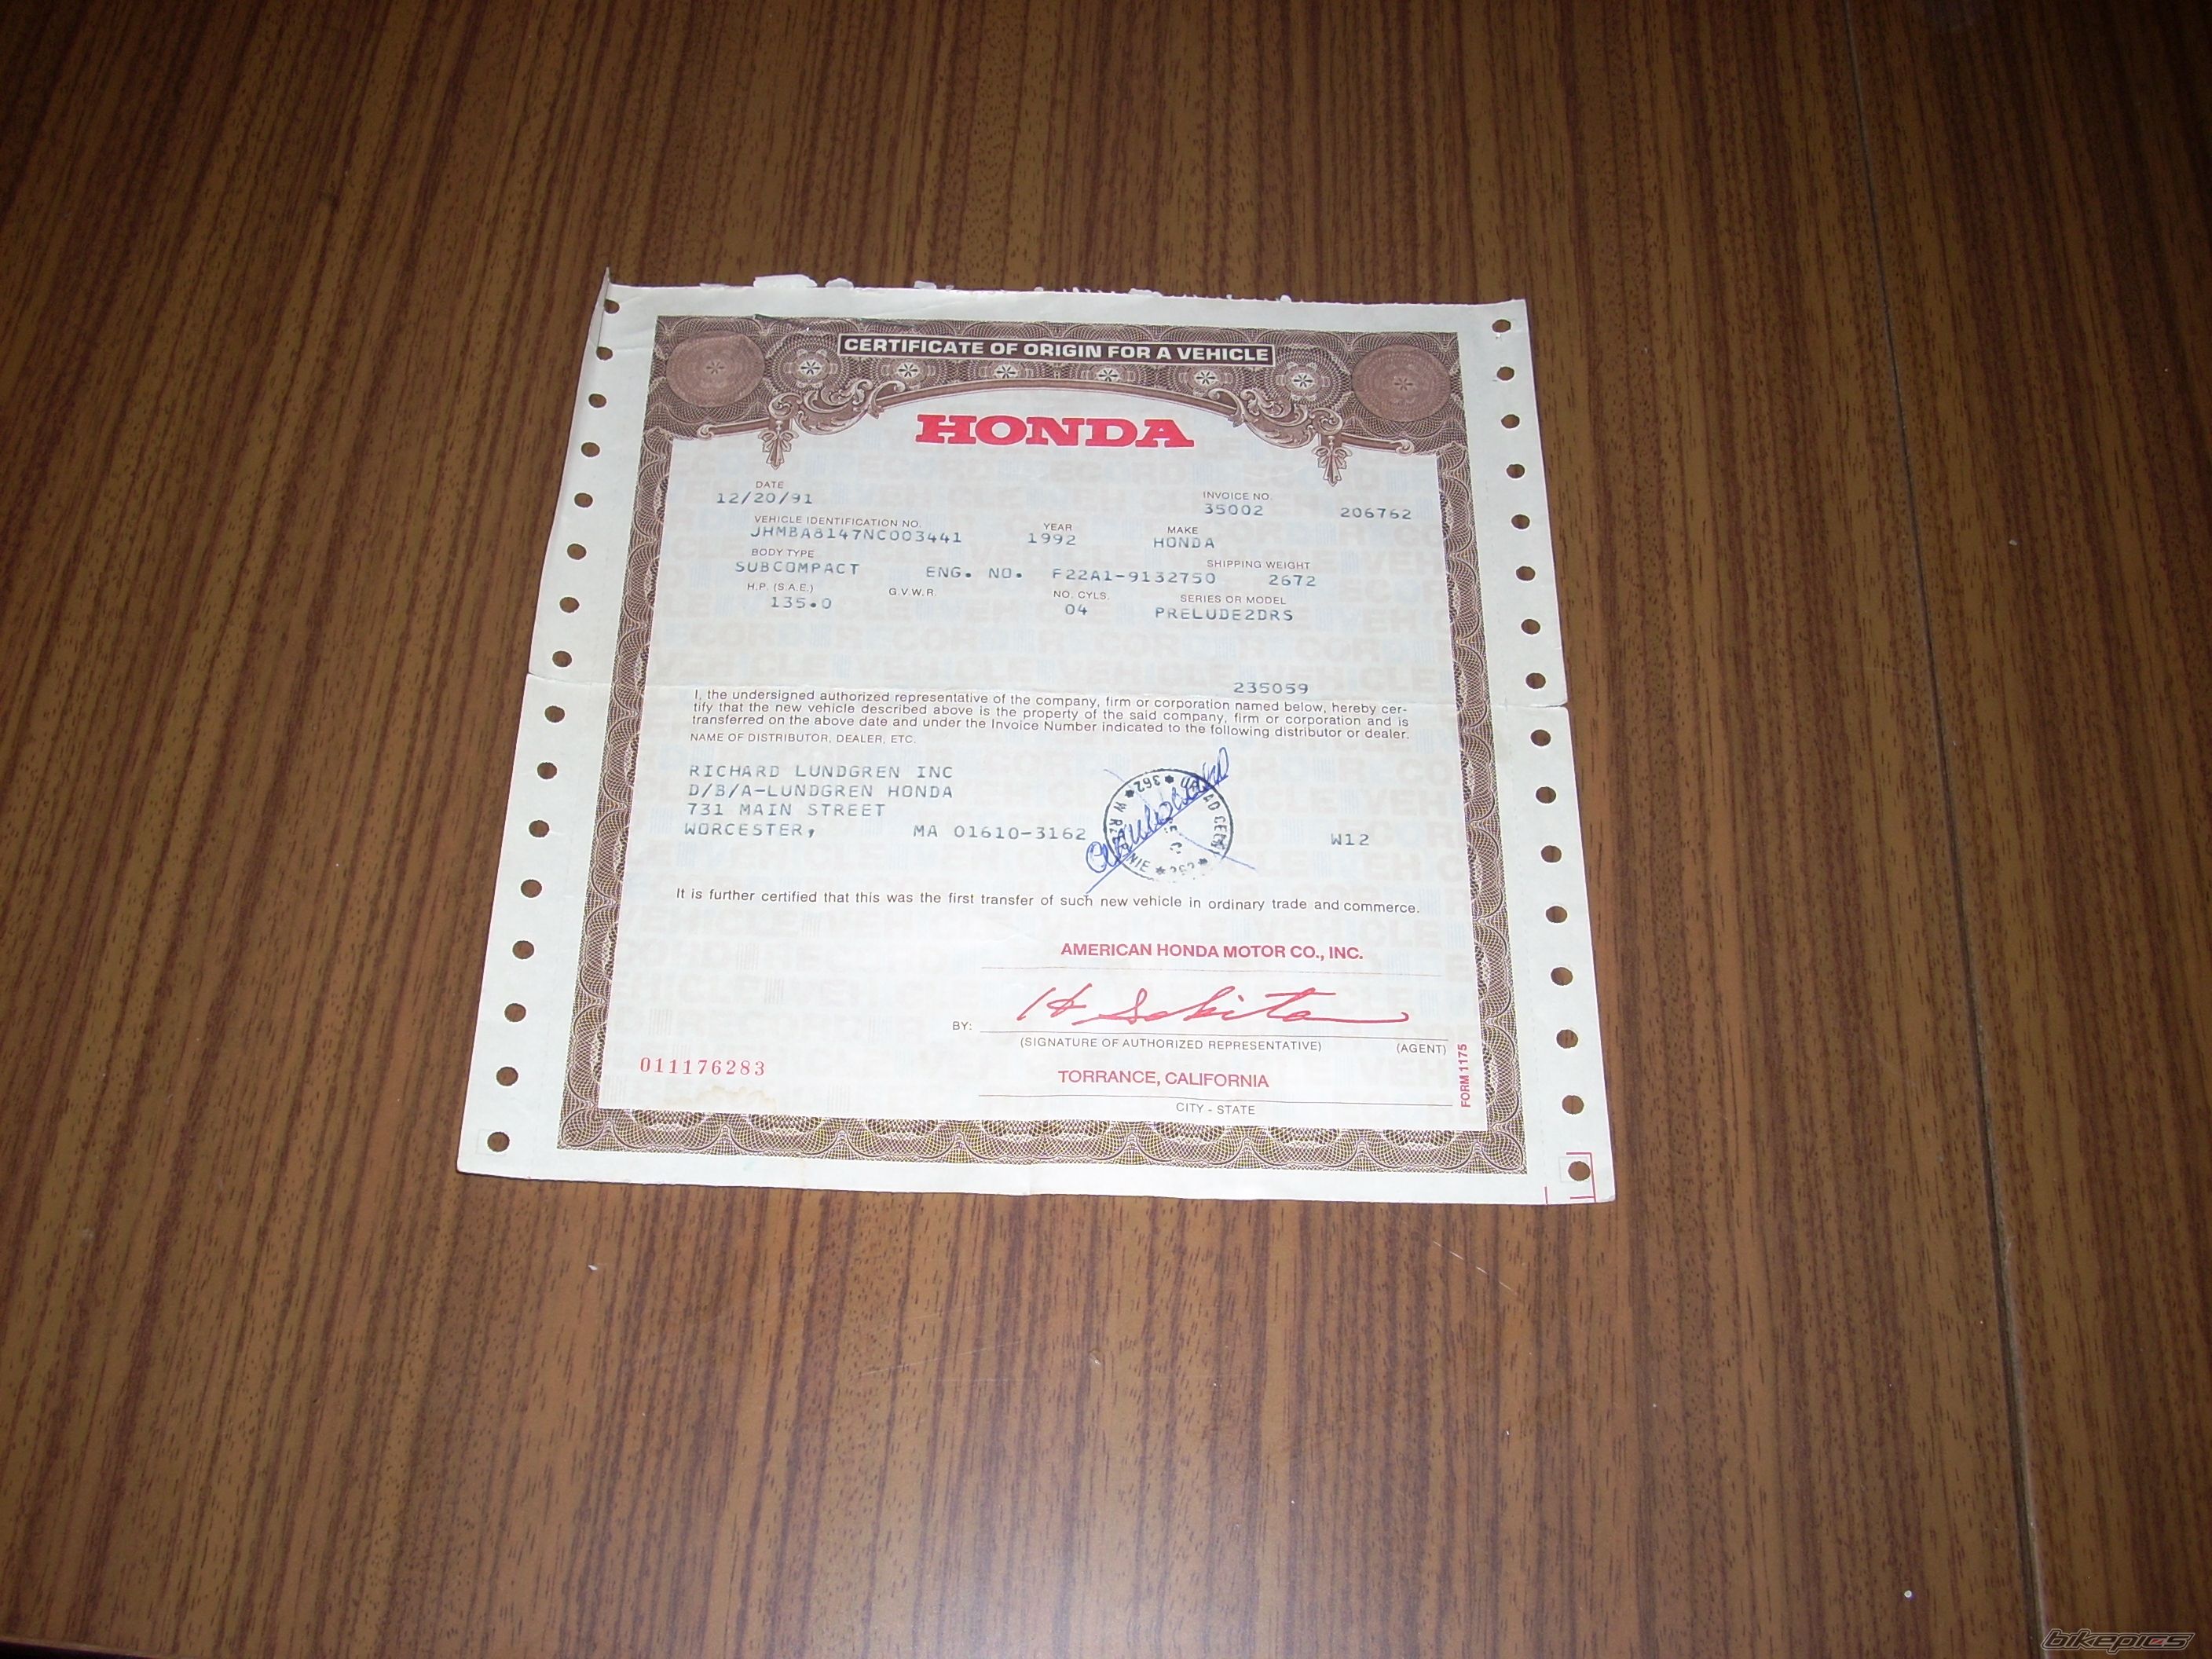 CERTIFICATE OF ORIGIN FOR A VEHICLE
HONDA
DATE
12/20/91
INVOICE NO.
35002 206762
VEHICLE IDENTIFICATION NO. YEAR MAKE
JHMBA8147NC003441 1992 HONDA
BODY TYPE SHIPPING WEIGHT
SUBCOMPACT ENG. NO. F22A1-9132750 2672
H.P. (S.A.E.) G.V.W.R. NO. CYLS. SERIES OR MODEL
135.0 04 PRELUDE2DRS
235059
I, the undersigned authorized representative of the company, firm or corporation named below, hereby cer-
tify that the new vehicle described above is the property of the said company, firm or corporation and is
transferred on the above date and under the Invoice Number indicated to the following distributor or dealer.
NAME OF DISTRIBUTOR, DEALER, ETC.
RICHARD LUNDGREN INC
D/B/A-LUNDGREN HONDA
731 MAIN STREET
WORCESTER, MA 01610-3162 W12
362
It is further certified that this was the first transfer of such new vehicle in ordinary trade and commerce.
AMERICAN HONDA MOTOR CO., INC.
BY: H Sekita
(SIGNATURE OF AUTHORIZED REPRESENTATIVE) (AGENT)
011176283
TORRANCE, CALIFORNIA
CITY - STATE
FORM 1175
bikepics